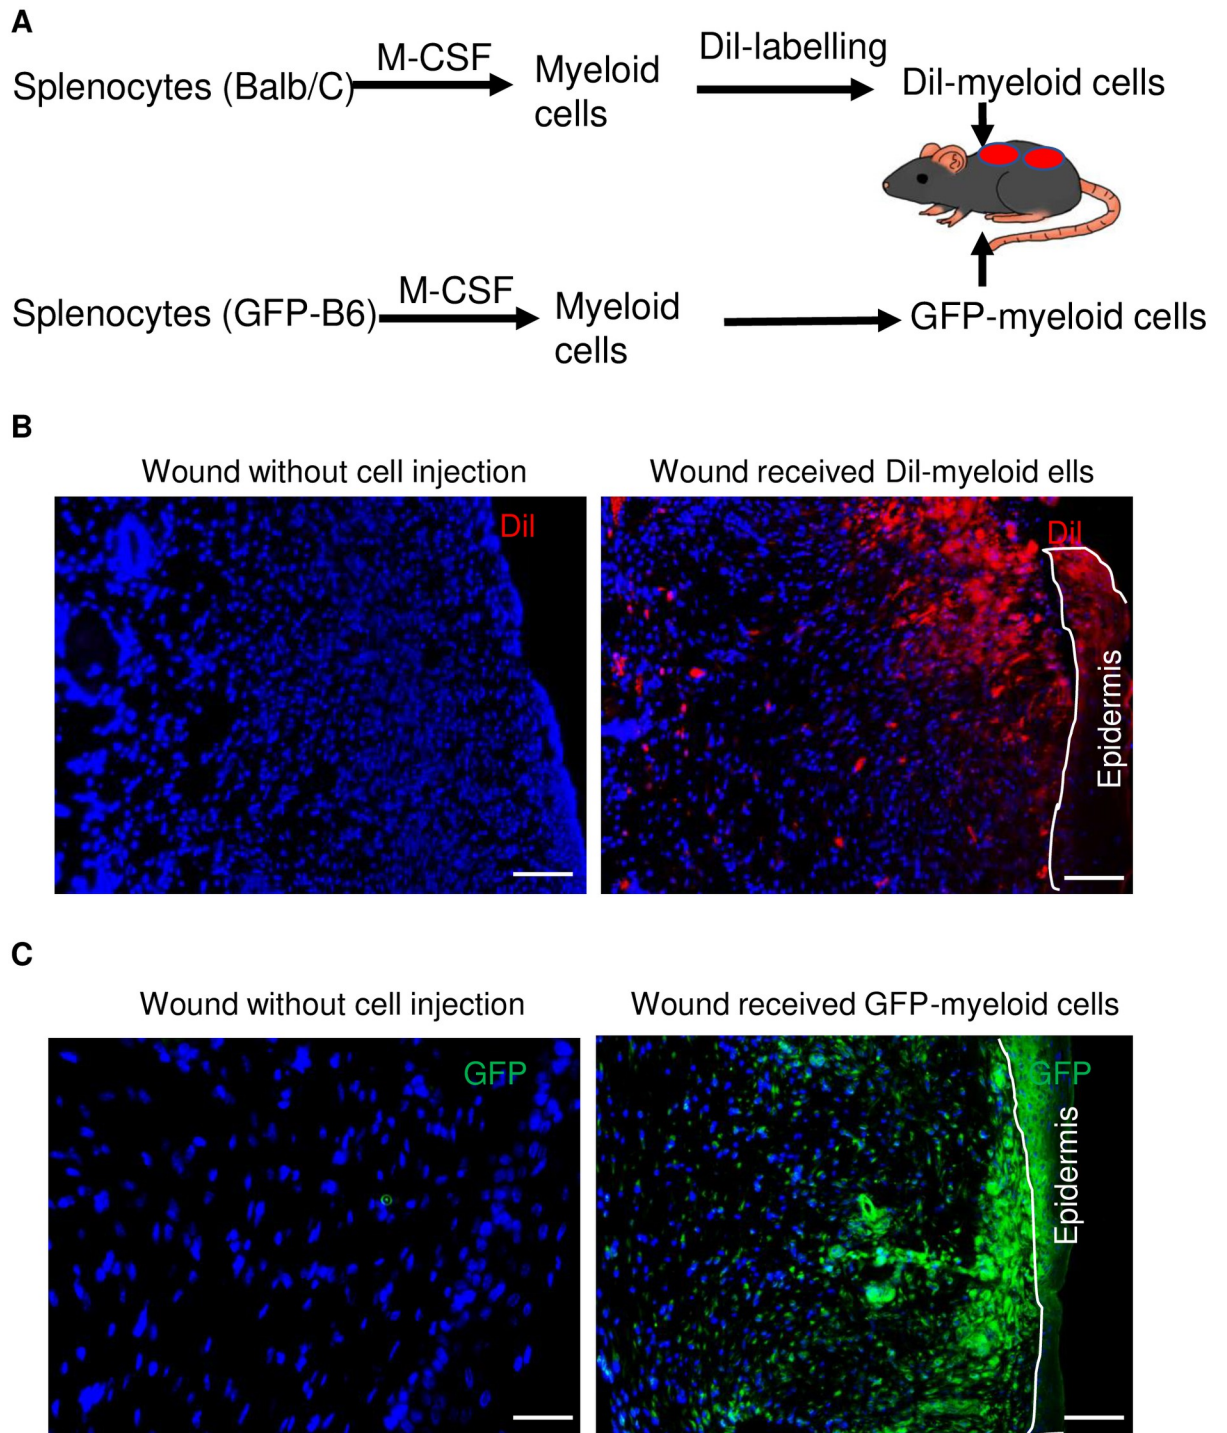 A
M-CSF
Dil-labelling
Splenocytes (Balb/C)
Myeloid
cells
Dil-myeloid cells
M-CSF
Splenocytes (GFP-B6)
Myeloid
cells
GFP-myeloid cells
B
Wound without cell injection
Wound received Dil-myeloid ells
Dil
Dil
Epidermis
C
Wound without cell injection
Wound received GFP-myeloid cells
GFP
GFP
Epidermis